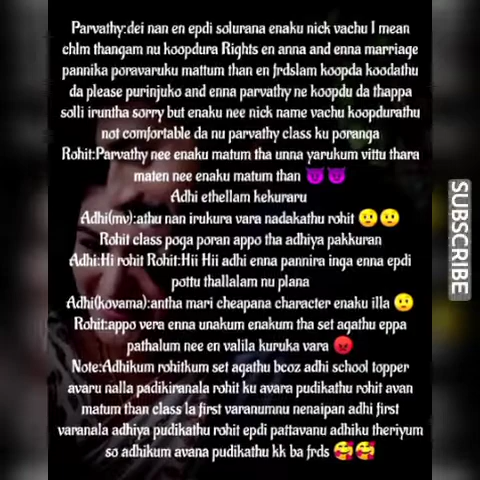 Parvathy:dei nan en epdi solurana enaku nick vachu I mean
chlm thangam nu koopdura Rights en anna and enna marriage
pannika poravaruku mattum than en frdslam koopda koodathu
da please purinjuko and enna parvathy ne koopdu da thappa
solli iruntha sorry but enaku nee nick name vachu koopdurathu
not comfortable da nu parvathy class ku poranga
Rohit:Parvathy nee enaku matum tha unna yarukum vittu thara
maten nee enaku matum than 😈😈
Adhi ethellam kekuraru
Adhi(mv):athu nan irukura vara nadakathu rohit 🤨🤨
Rohit class poga poran appo tha adhiya pakkuran
Adhi:Hi rohit Rohit:Hii Hii adhi enna pannira inga enna epdi
pottu thallalam nu plana
Adhi(kovama):antha mari cheapana character enaku illa 🤨
Rohit:appo vera enna unakum enakum tha set agathu eppa
pathalum nee en valila kuruka vara 😡
Note:Adhikum rohitkum set agathu bcoz adhi school topper
avaru nalla padikiranala rohit ku avara pudikathu rohit avan
matum than class la first varanumnu nenaipan adhi first
varanala adhiya pudikathu rohit epdi pattavanu adhiku theriyum
so adhikum avana pudikathu kk ba frds 🥰🥰
SUBSCRIBE